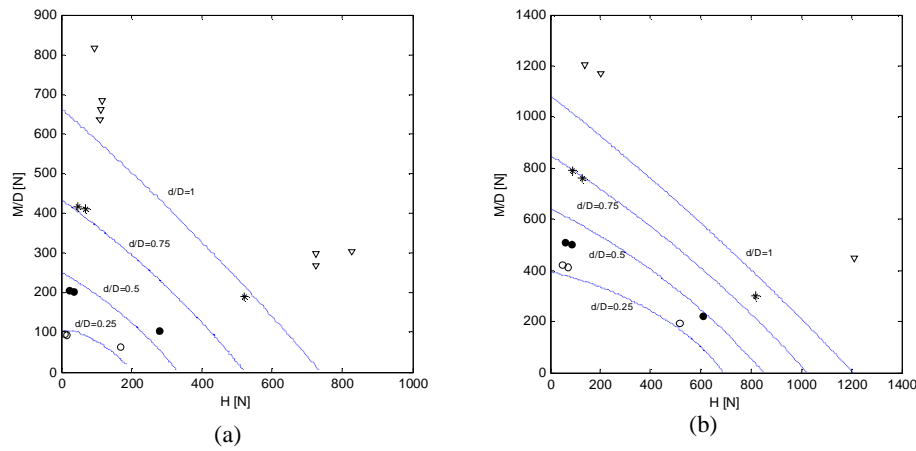 900
800
700
600
500
400
300
200
100
0
M/D [N]
d/D=1
d/D=0.75
d/D=0.5
d/D=0.25
0 200 400 600 800 1000
H [N]
(a)
1400
1200
1000
800
600
400
200
0
M/D [N]
d/D=0.75
d/D=1
d/D=0.5
d/D=0.25
0 200 400 600 800 1000 1200 1400
H [N]
(b)